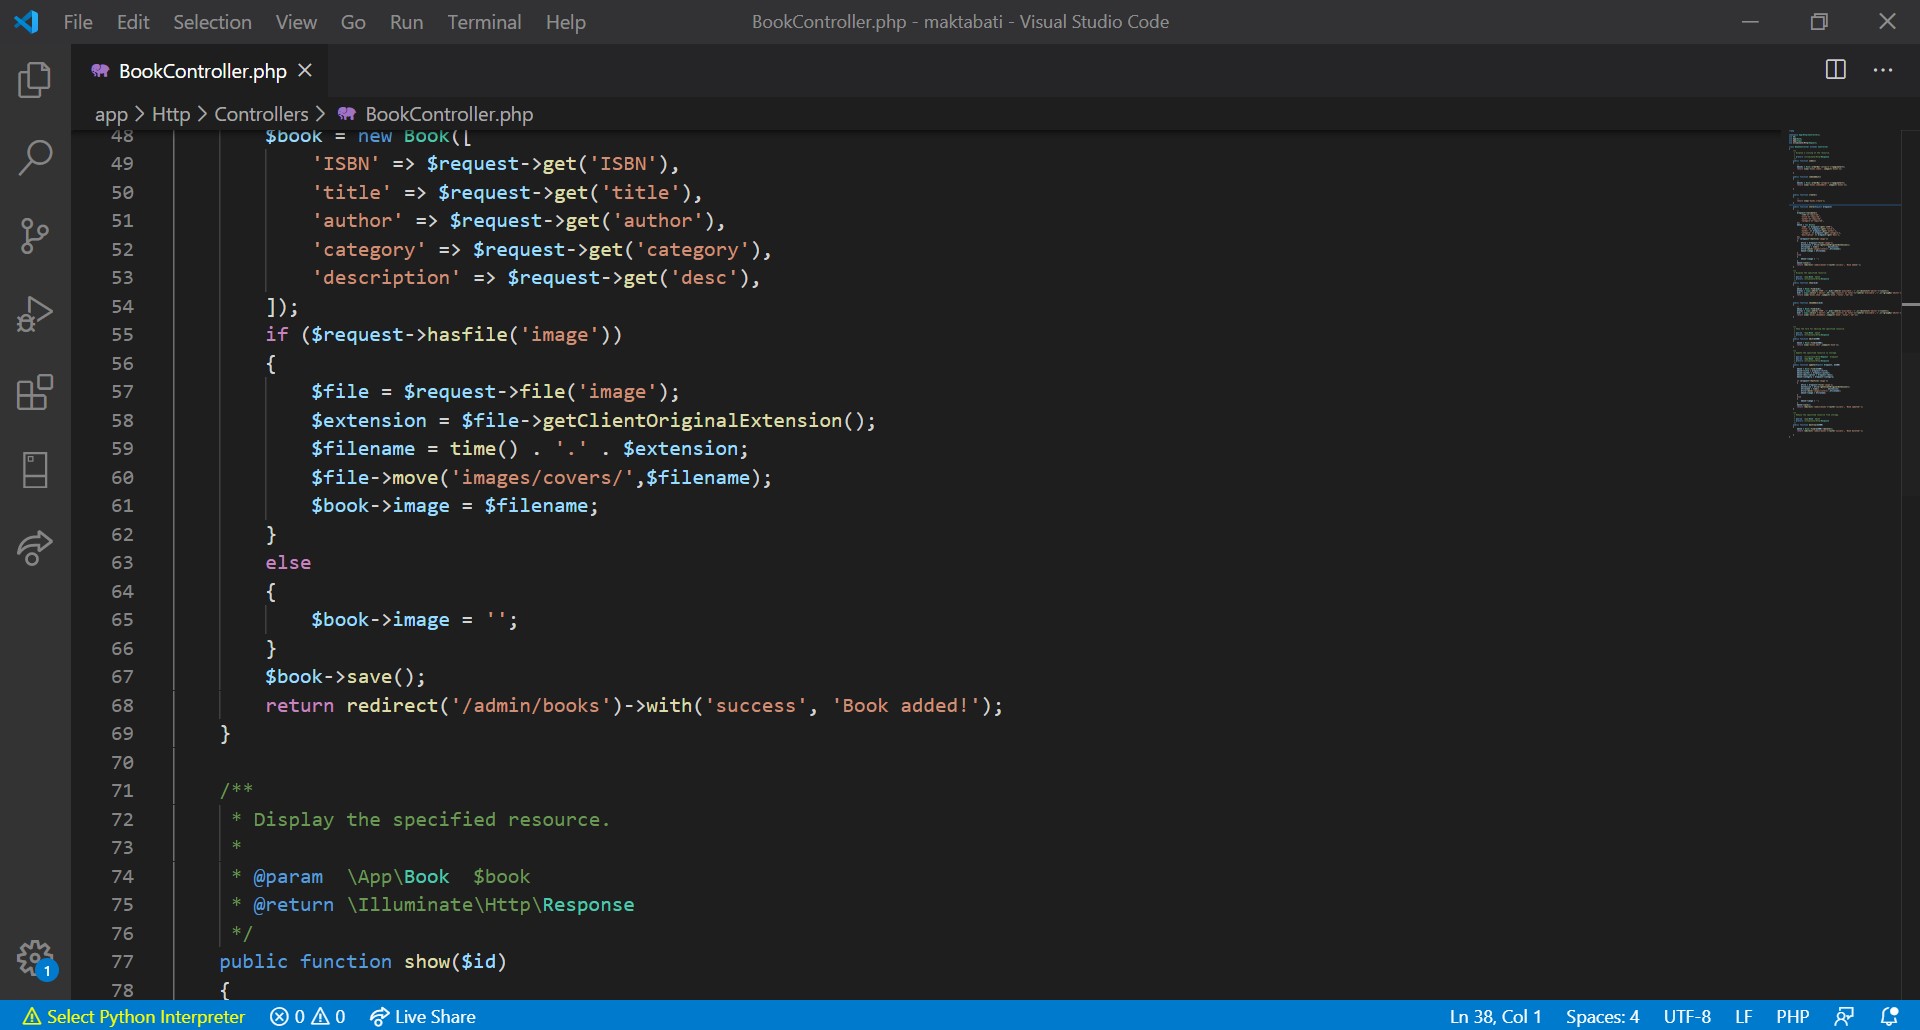 File Edit Selection View Go Run Terminal Help BookController.php - maktabati - Visual Studio Code
BookController.php
app > Http > Controllers > BookController.php
48 $book = new Book([
49 'ISBN' => $request->get('ISBN'),
50 'title' => $request->get('title'),
51 'author' => $request->get('author'),
52 'category' => $request->get('category'),
53 'description' => $request->get('desc'),
54 ]);
55 if ($request->hasfile('image'))
56 {
57 $file = $request->file('image');
58 $extension = $file->getClientOriginalExtension();
59 $filename = time() . '.' . $extension;
60 $file->move('images/covers/',$filename);
61 $book->image = $filename;
62 }
63 else
64 {
65 $book->image = '';
66 }
67 $book->save();
68 return redirect('/admin/books')->with('success', 'Book added!');
69 }
70
71 /**
72 * Display the specified resource.
73 *
74 * @param  \App\Book  $book
75 * @return \Illuminate\Http\Response
76 */
77 public function show($id)
78 {
1
Select Python Interpreter 0 0 Live Share Ln 38, Col 1 Spaces: 4 UTF-8 LF PHP